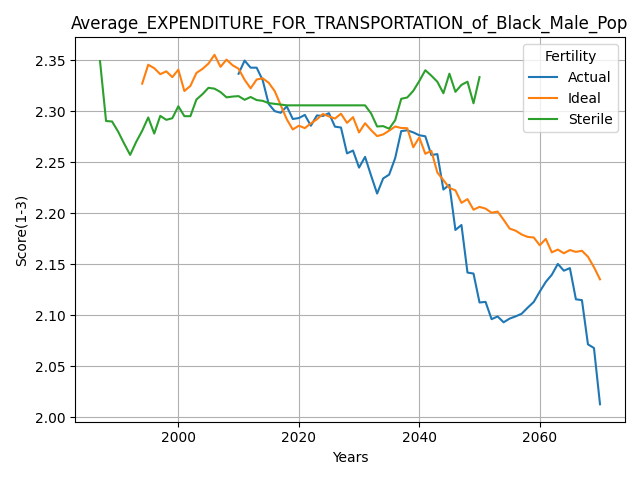 Average_EXPENDITURE_FOR_TRANSPORTATION_of_Black_Male_Pop
Fertility
Actual
Ideal
Sterile
Score(1-3)
2.35
2.30
2.25
2.20
2.15
2.10
2.05
2.00
2000 2020 2040 2060
Years